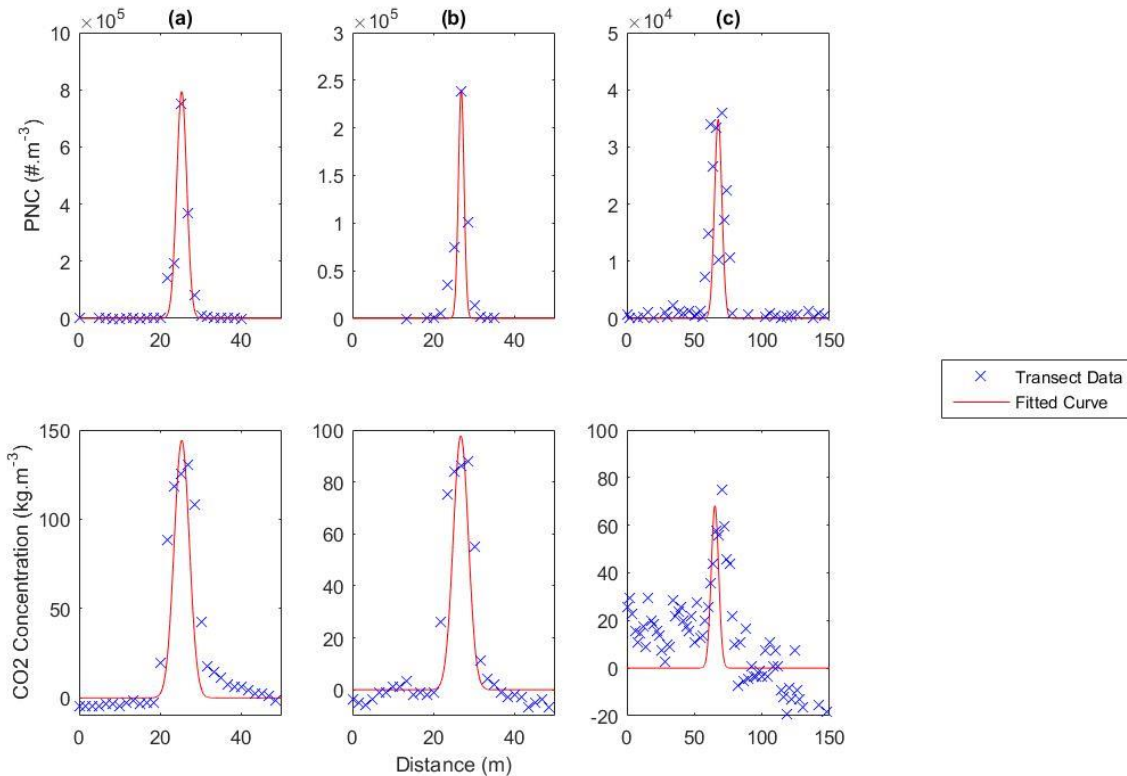 (a) (b) (c)
×10^5 ×10^5 ×10^4
10 3 5
8 2.5 4
6 2 3
4 1.5 2
2 1 1
0 0.5 0
0
0 20 40 0 20 40 0 50 100 150
PNC (#.m^-3)
Transect Data
Fitted Curve
150 100 100
100 80 80
50 60 60
0 40 40
20 20
0 0
-20
0 20 40 0 20 40 0 50 100 150
CO2 Concentration (kg.m^-3)
Distance (m)